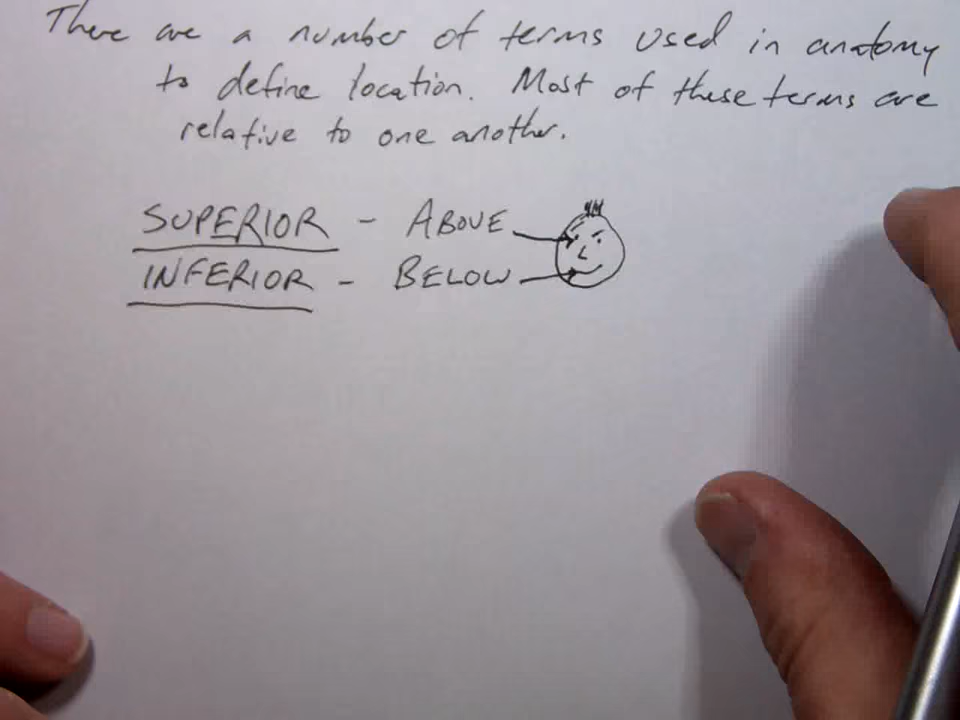 There are a number of terms used in anatomy
to define location. Most of these terms are
relative to one another.
SUPERIOR - ABOVE
INFERIOR - BELOW